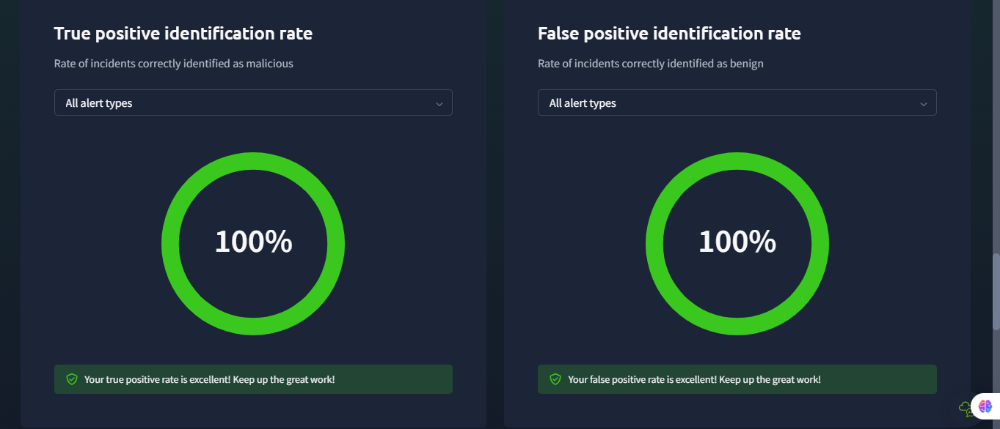 True positive identification rate
Rate of incidents correctly identified as malicious
All alert types
100%
Your true positive rate is excellent! Keep up the great work!
False positive identification rate
Rate of incidents correctly identified as benign
All alert types
100%
Your false positive rate is excellent! Keep up the great work!